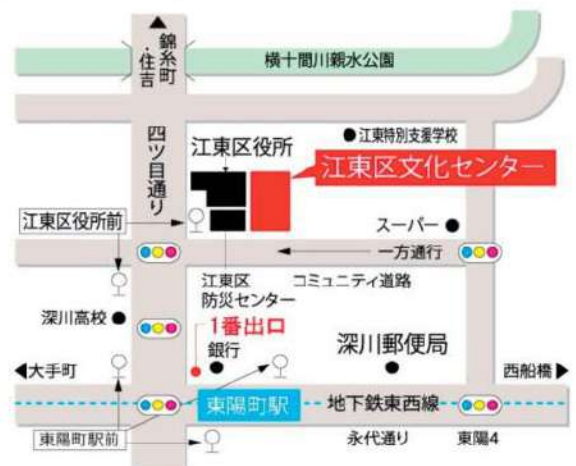 錦糸町
・住吉
横十間川親水公園
四ツ目通り
江東区役所
江東特別支援学校
江東区文化センター
江東区役所前
スーパー
一方通行
江東区
防災センター
コミュニティ道路
深川高校
1番出口
銀行
深川郵便局
大手町
西船橋
東陽町駅
地下鉄東西線
東陽町駅前
永代通り
東陽4